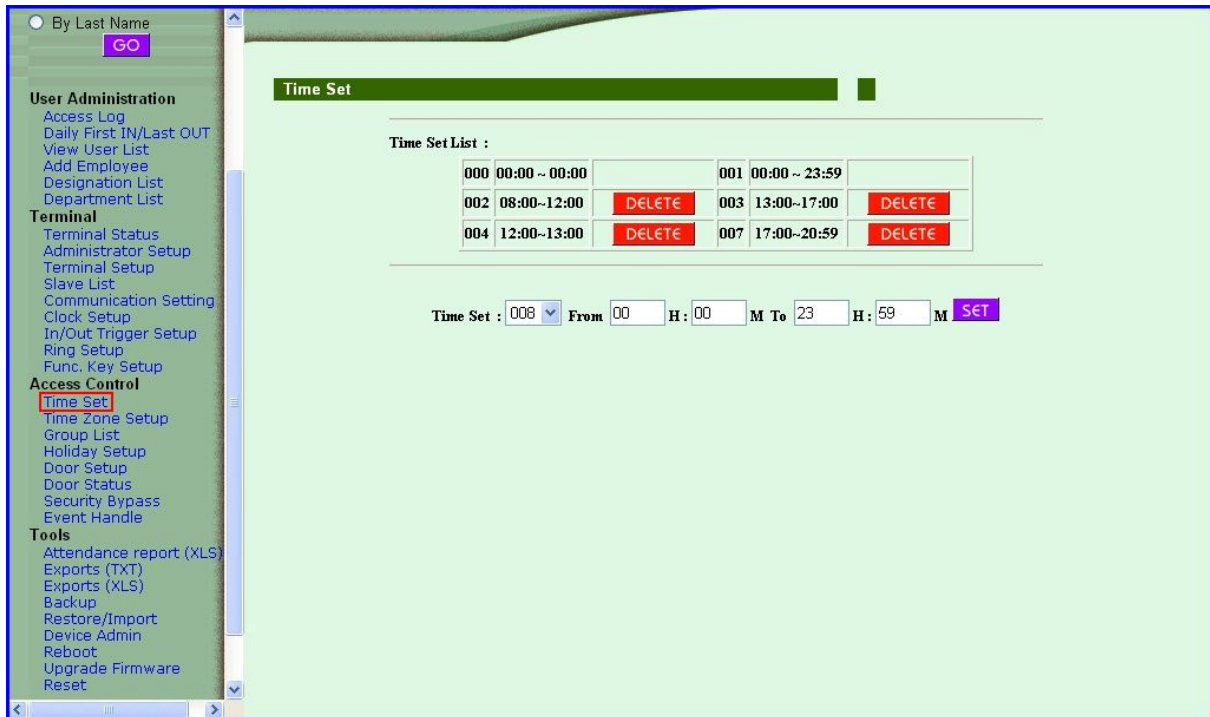 By Last Name
GO
User Administration
Access Log
Daily First IN/Last OUT
View User List
Add Employee
Designation List
Department List
Terminal
Terminal Status
Administrator Setup
Terminal Setup
Slave List
Communication Setting
Clock Setup
In/Out Trigger Setup
Ring Setup
Func. Key Setup
Access Control
Time Set
Time Zone Setup
Group List
Holiday Setup
Door Setup
Door Status
Security Bypass
Event Handle
Tools
Attendance report (XLS)
Exports (TXT)
Exports (XLS)
Backup
Restore/Import
Device Admin
Reboot
Upgrade Firmware
Reset
Time Set
Time Set List :
000 00:00 ~ 00:00 001 00:00 ~ 23:59
002 08:00~12:00 DELETE 003 13:00~17:00 DELETE
004 12:00~13:00 DELETE 007 17:00~20:59 DELETE
Time Set : 008 From 00 H : 00 M To 23 H : 59 M SET